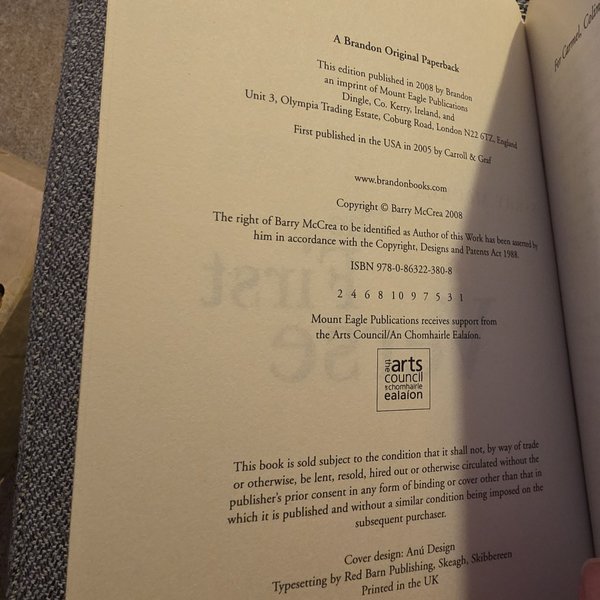 A Brandon Original Paperback
This edition published in 2008 by Brandon
an imprint of Mount Eagle Publications
Dingle, Co. Kerry, Ireland, and
Unit 3, Olympia Trading Estate, Coburg Road, London N22 6TZ, England
First published in the USA in 2005 by Carroll & Graf
www.brandonbooks.com
Copyright © Barry McCrea 2008
The right of Barry McCrea to be identified as Author of this Work has been asserted by
him in accordance with the Copyright, Designs and Patents Act 1988.
ISBN 978-0-86322-380-8
2 4 6 8 10 9 7 5 3 1
Mount Eagle Publications receives support from
the Arts Council/An Chomhairle Ealaíon.
the arts
council
chomhairle
ealaíon
This book is sold subject to the condition that it shall not, by way of trade
or otherwise, be lent, resold, hired out or otherwise circulated without the
publisher's prior consent in any form of binding or cover other than that in
which it is published and without a similar condition being imposed on the
subsequent purchaser.
Cover design: Anú Design
Typesetting by Red Barn Publishing, Skeagh, Skibbereen
Printed in the UK
For Carmel,
First